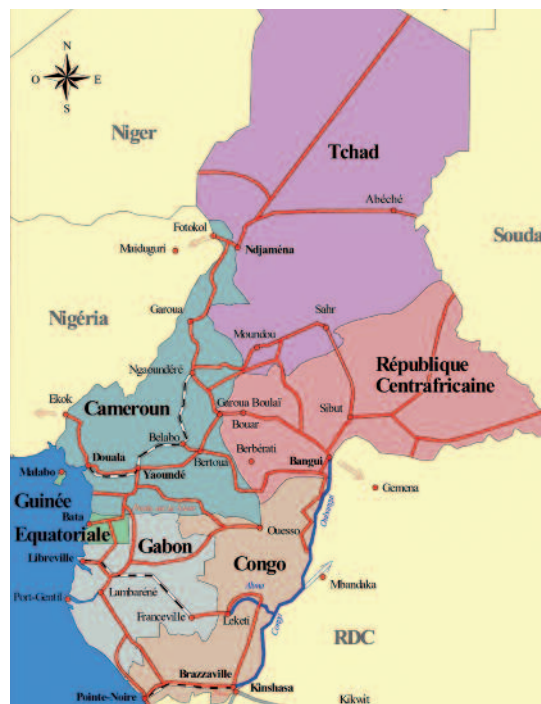 N
O
E
S
Niger
Tchad
Abéché
Fotokol
Souda
Maiduguri
Ndjaména
Garoua
Nigéria
Sahr
Moundou
Ngaoundéré
République
Centrafricaine
Ekok
Cameroun
Garoua Boulaï
Sibut
Bouar
Belabo
Douala
Berbérati
Bertoua
Bangui
Malabo
Yaoundé
Gemena
Guinée
Oubangui
Bata
Equatoriale
Ouesso
Gabon
Libreville
Congo
Mbandaka
Lambaréné
Alima
Port-Gentil
Franceville
Leketi
Congo
RDC
Brazzaville
Kinshasa
Pointe-Noire
Kikwit